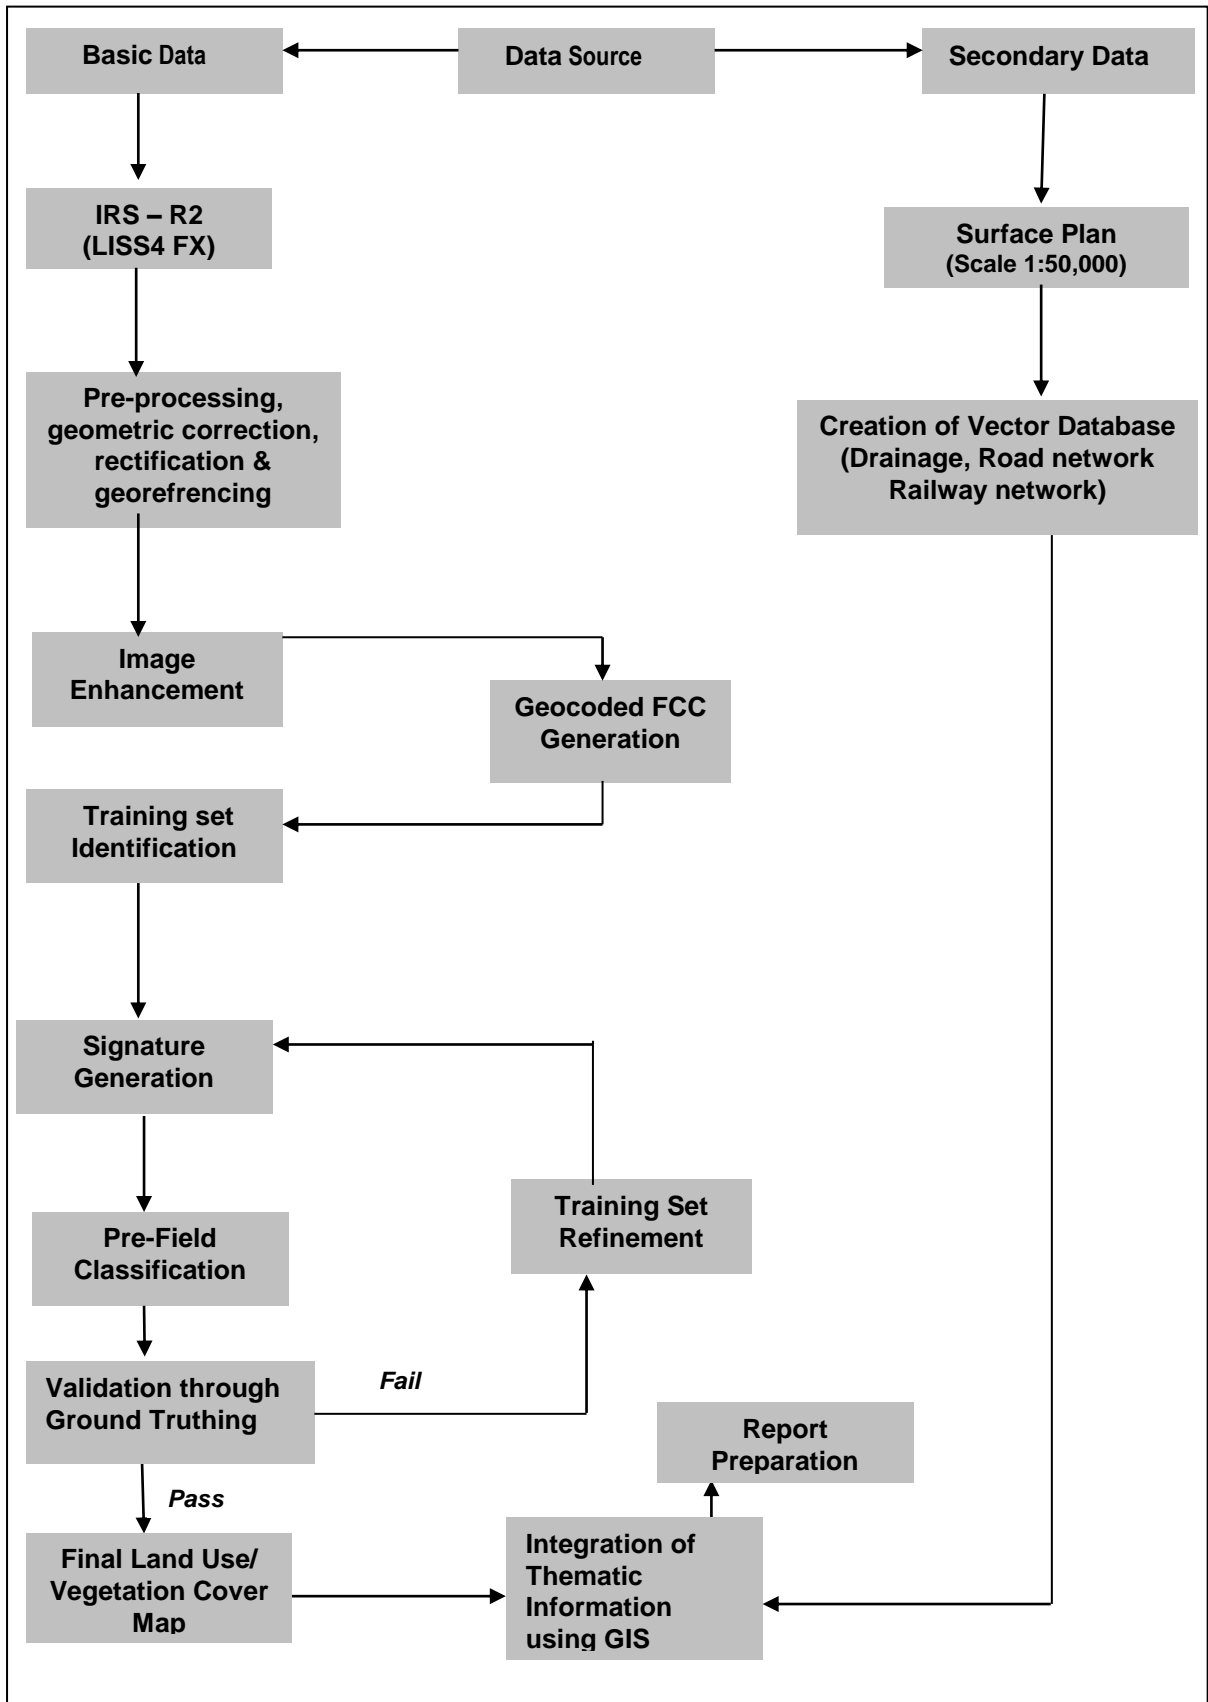 Basic Data
Data Source
Secondary Data
IRS – R2
(LISS4 FX)
Surface Plan
(Scale 1:50,000)
Pre-processing,
geometric correction,
rectification &
georefrencing
Creation of Vector Database
(Drainage, Road network
Railway network)
Image
Enhancement
Geocoded FCC
Generation
Training set
Identification
Signature
Generation
Training Set
Refinement
Pre-Field
Classification
Validation through
Ground Truthing
Fail
Report
Preparation
Pass
Final Land Use/
Vegetation Cover
Map
Integration of
Thematic
Information
using GIS